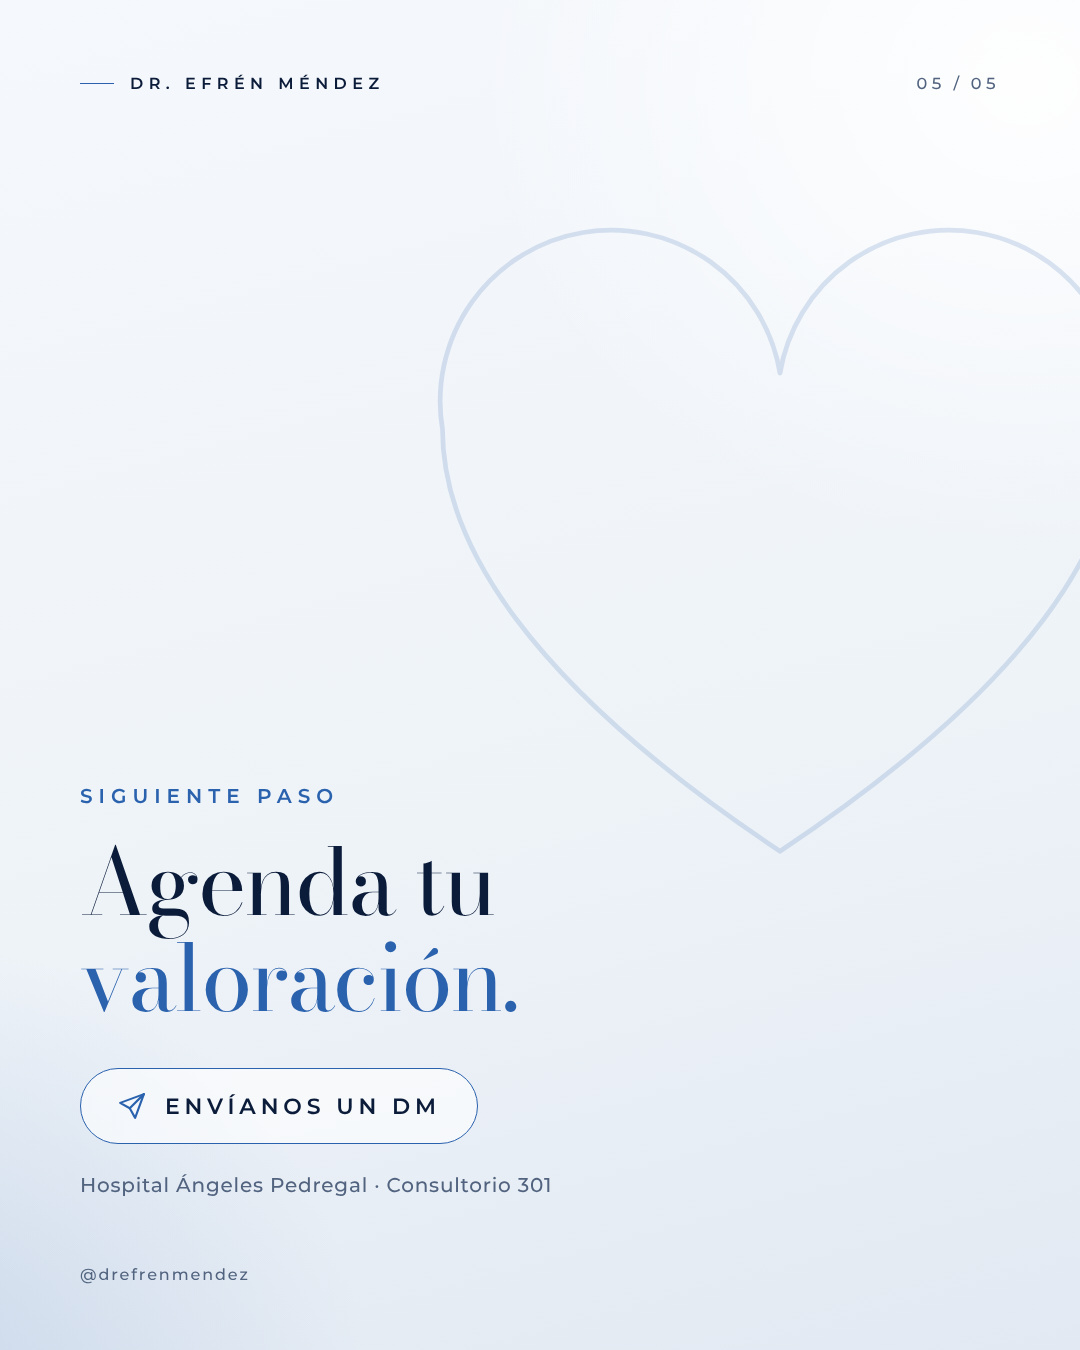 DR. EFRÉN MÉNDEZ
05 / 05
SIGUIENTE PASO
Agenda tu
valoración.
ENVÍANOS UN DM
Hospital Ángeles Pedregal · Consultorio 301
@drefrenmendez